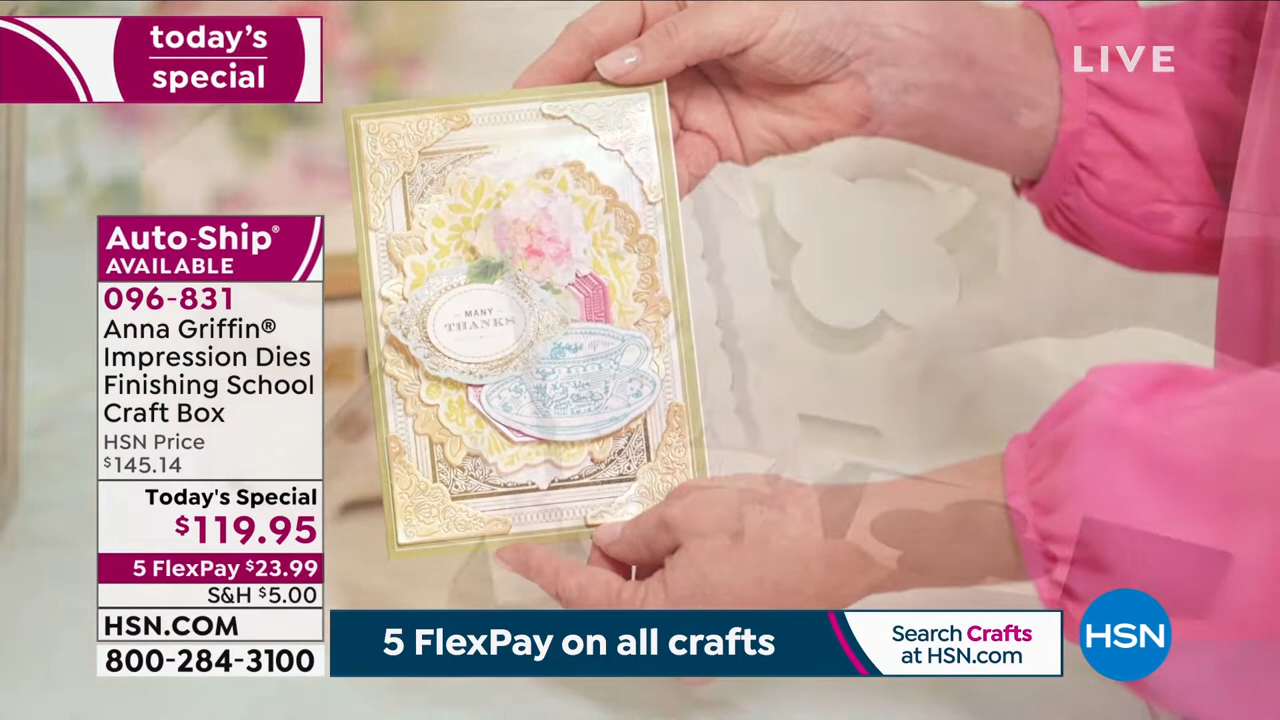 today's
special
LIVE
Auto-Ship®
AVAILABLE
096-831
Anna Griffin®
Impression Dies
Finishing School
Craft Box
HSN Price
$145.14
Today's Special
$119.95
5 FlexPay $23.99
S&H $5.00
HSN.COM
800-284-3100
MANY
THANKS
5 FlexPay on all crafts
Search Crafts
at HSN.com
HSN